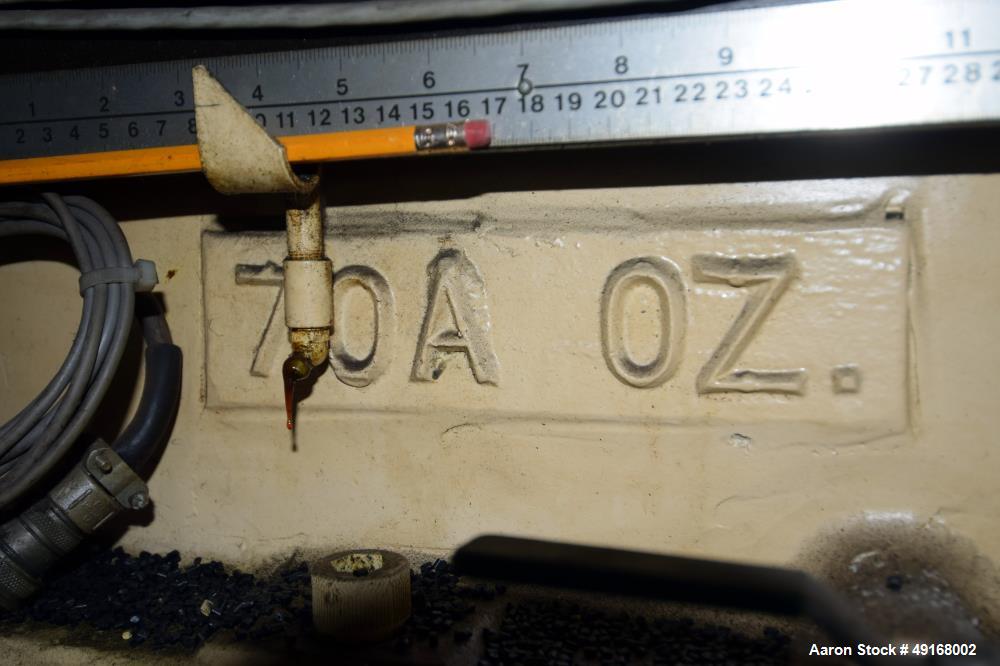 1 2 3 4 5 6 7 8 9 11
2 3 4 5 6 7 8 11 12 13 14 15 16 17 18 19 20 21 22 23 24 27 28 2
70A OZ.
Aaron Stock # 49168002